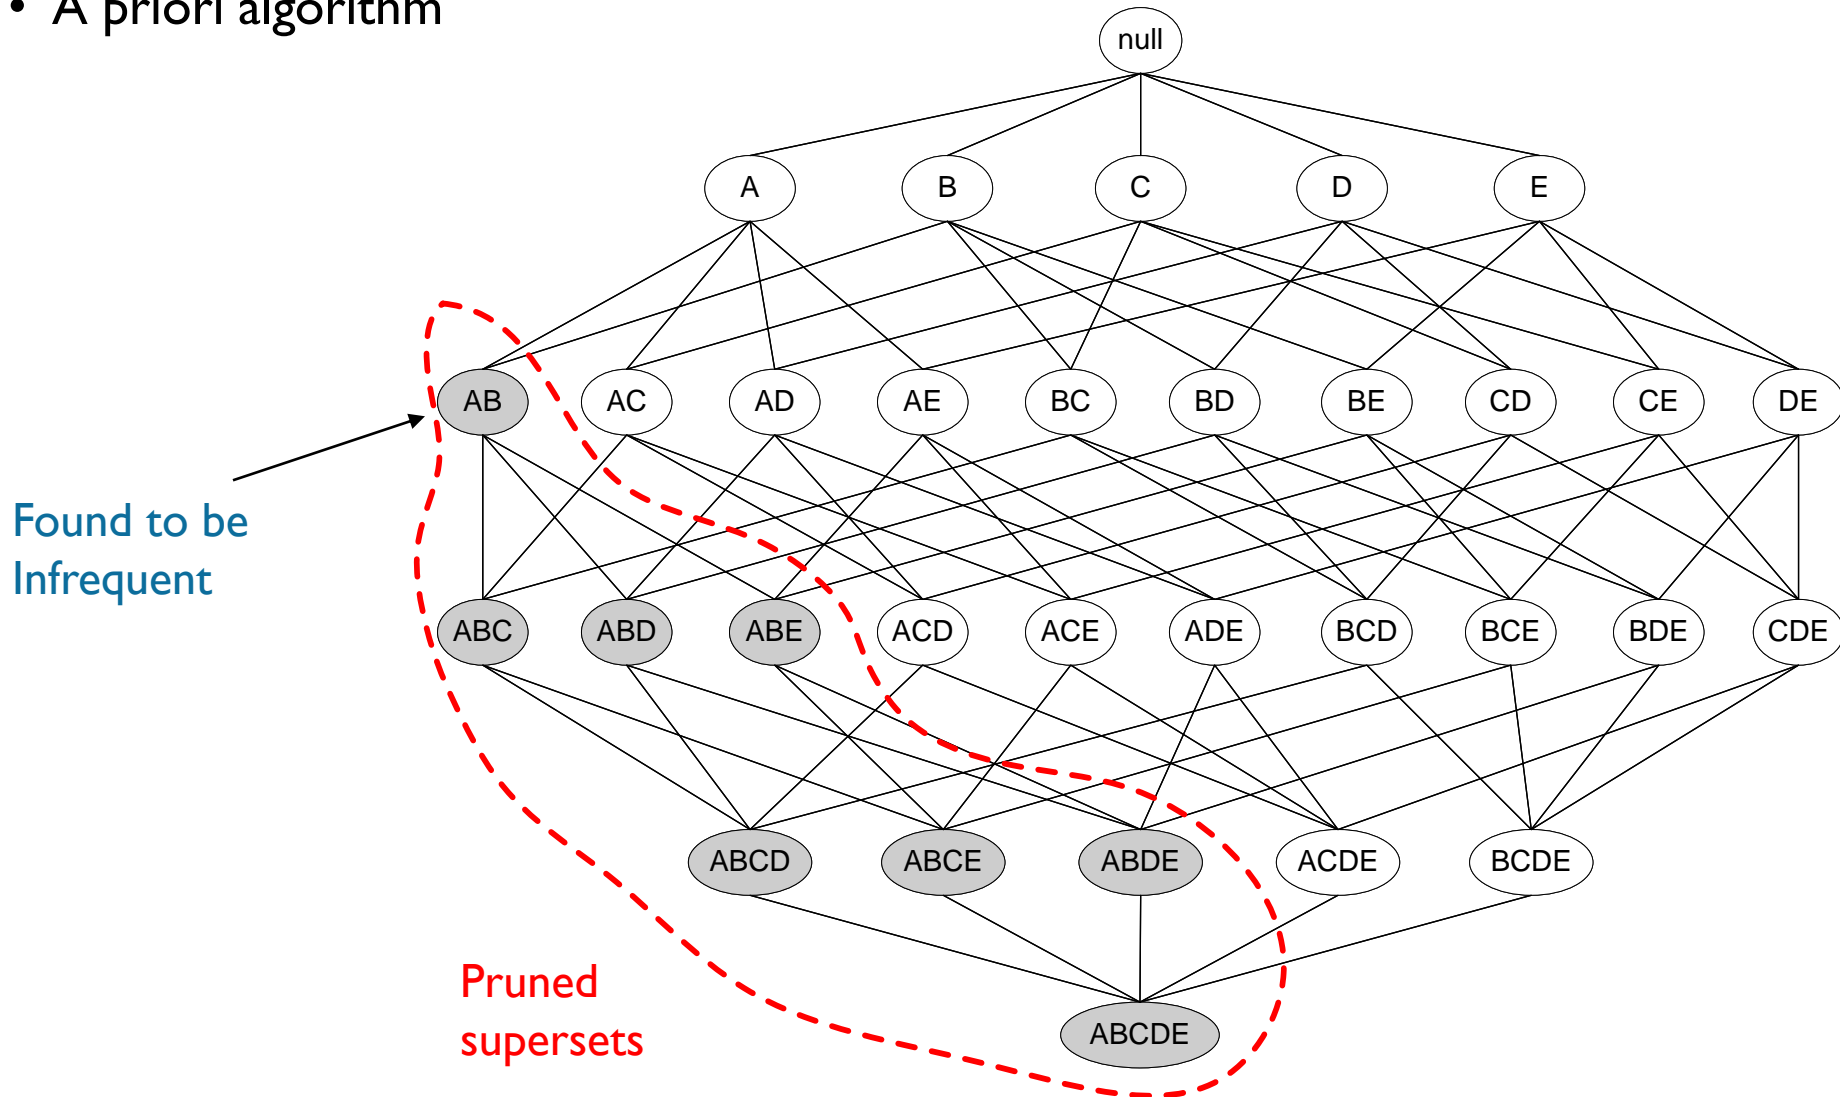 • A priori algorithm
null
A B C D E
AB AC AD AE BC BD BE CD CE DE
Found to be
Infrequent
ABC ABD ABE ACD ACE ADE BCD BCE BDE CDE
ABCD ABCE ABDE ACDE BCDE
Pruned
supersets
ABCDE